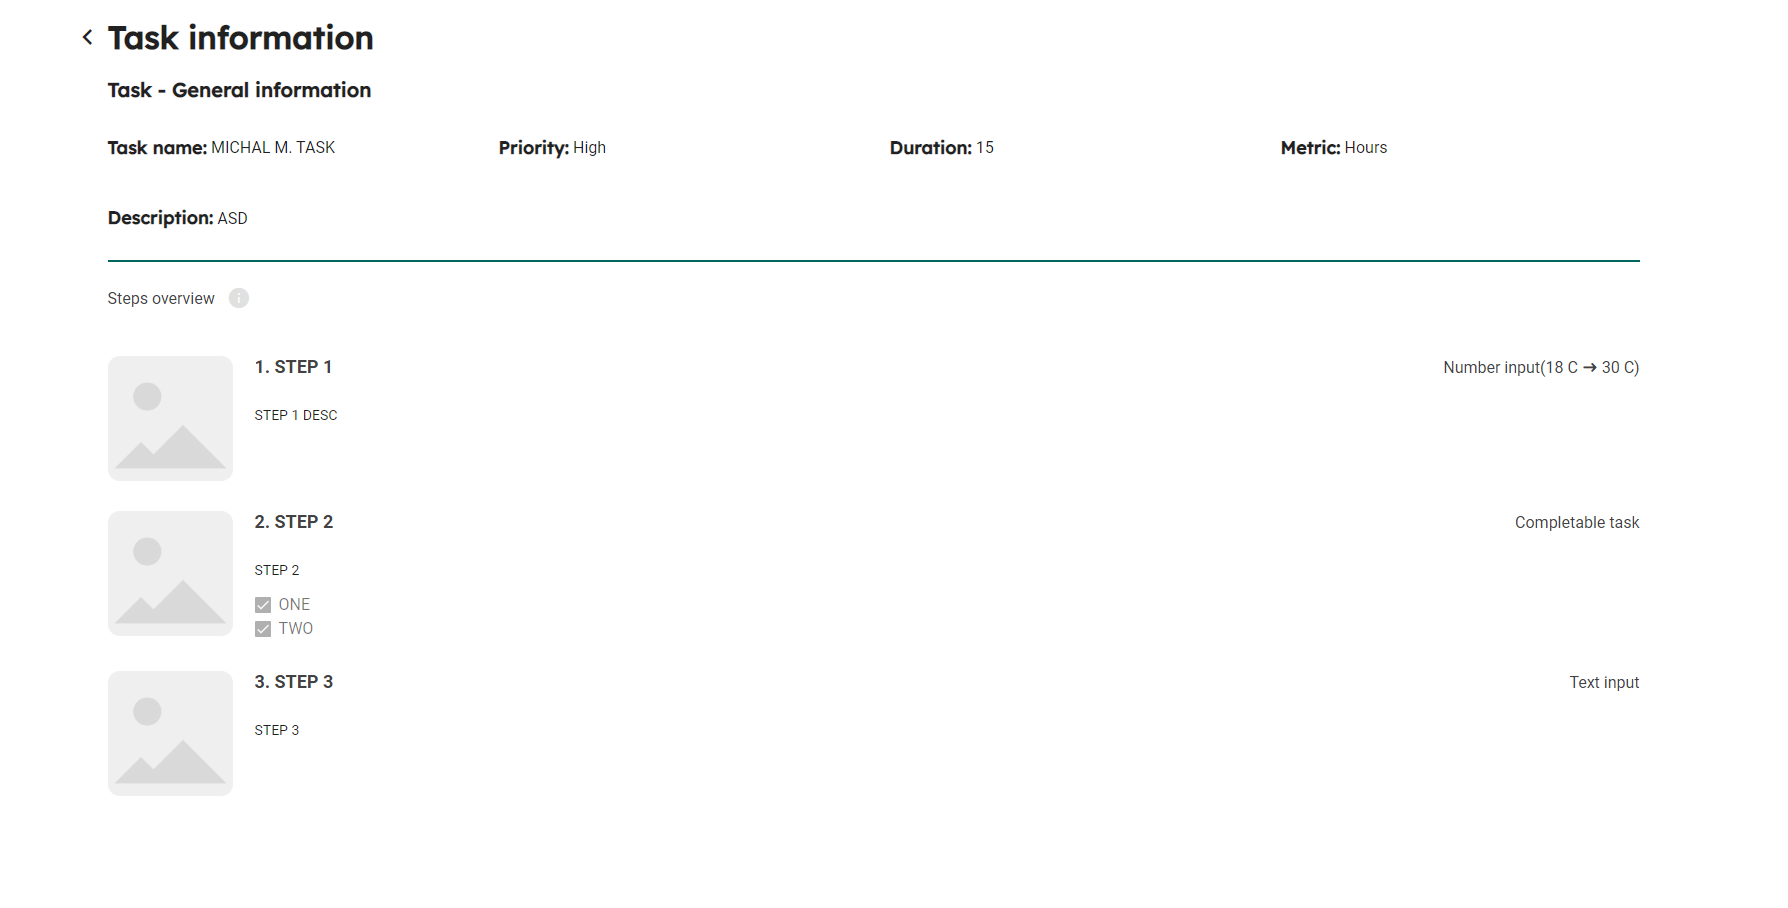 Task information
Task - General information
Task name: MICHAL M. TASK Priority: High Duration: 15 Metric: Hours
Description: ASD
Steps overview
1. STEP 1 Number input(18 C → 30 C)
STEP 1 DESC
2. STEP 2 Completable task
STEP 2
ONE
TWO
3. STEP 3 Text input
STEP 3